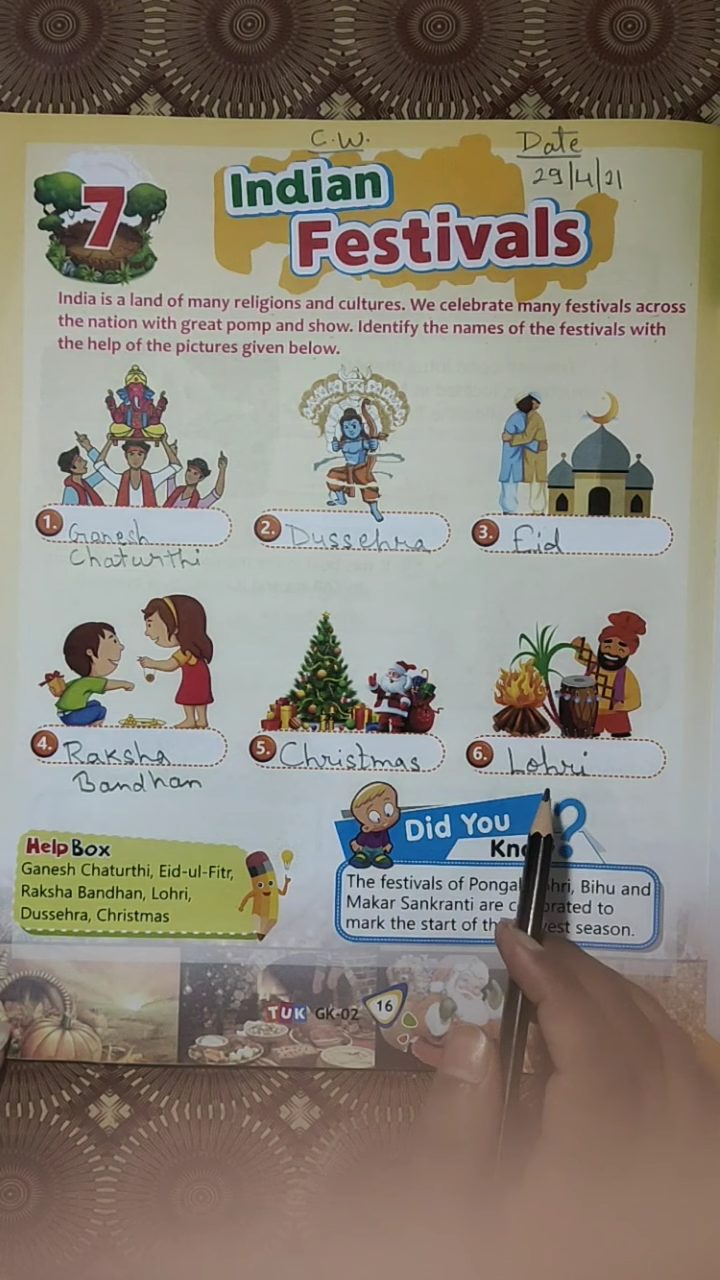 C.W.
Date
29/4/21
7
Indian
Festivals
India is a land of many religions and cultures. We celebrate many festivals across
the nation with great pomp and show. Identify the names of the festivals with
the help of the pictures given below.
1. Ganesh
Chaturthi
2. Dussehra
3. Eid
4. Raksha
Bandhan
5. Christmas
6. Lohri
Help Box
Ganesh Chaturthi, Eid-ul-Fitr,
Raksha Bandhan, Lohri,
Dussehra, Christmas
Did You
?
The festivals of Bihu and
Makar Sankranti are to
mark the start of season.
TUK GK-02 16